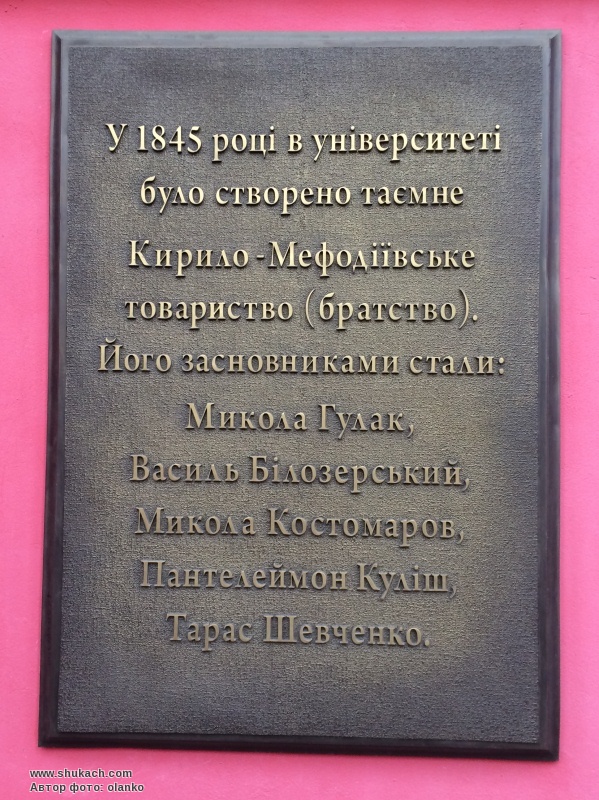 У 1845 році в університеті
було створено таємне
Кирило-Мефодіївське
товариство (братство).
Його засновниками стали:
Микола Гулак,
Василь Білозерський,
Микола Костомаров,
Пантелеймон Куліш,
Тарас Шевченко.
www.shukach.com
Автор фото: olanko